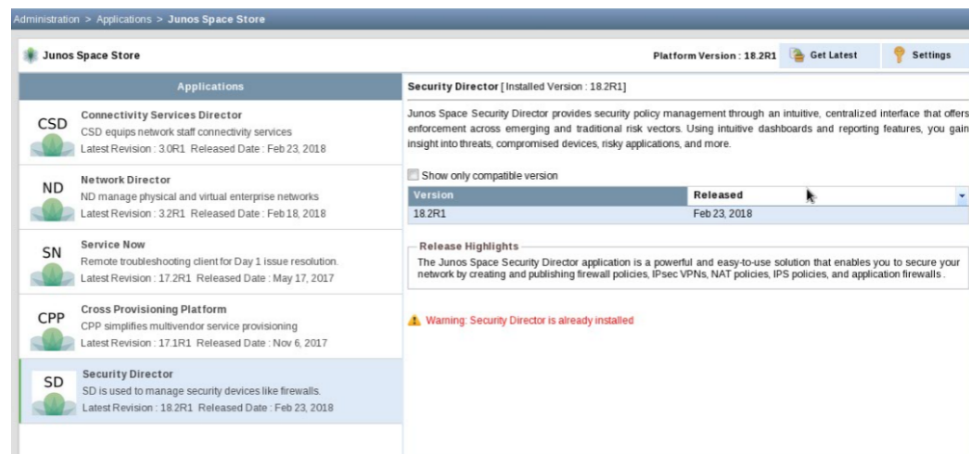 Administration > Applications > Junos Space Store
Junos Space Store
Platform Version : 18.2R1
Get Latest
Settings
Applications
CSD
Connectivity Services Director
CSD equips network staff connectivity services
Latest Revision : 3.0R1 Released Date : Feb 23, 2018
ND
Network Director
ND manage physical and virtual enterprise networks
Latest Revision : 3.2R1 Released Date : Feb 18, 2018
SN
Service Now
Remote troubleshooting client for Day 1 issue resolution.
Latest Revision : 17.2R1 Released Date : May 17, 2017
CPP
Cross Provisioning Platform
CPP simplifies multivendor service provisioning
Latest Revision : 17.1R1 Released Date : Nov 6, 2017
SD
Security Director
SD is used to manage security devices like firewalls.
Latest Revision : 18.2R1 Released Date : Feb 23, 2018
Security Director [ Installed Version : 18.2R1]
Junos Space Security Director provides security policy management through an intuitive, centralized interface that offers
enforcement across emerging and traditional risk vectors. Using intuitive dashboards and reporting features, you gain
insight into threats, compromised devices, risky applications, and more.
Show only compatible version
Version Released
18.2R1 Feb 23, 2018
Release Highlights
The Junos Space Security Director application is a powerful and easy-to-use solution that enables you to secure your
network by creating and publishing firewall policies, IPsec VPNs, NAT policies, IPS policies, and application firewalls .
Warning: Security Director is already installed